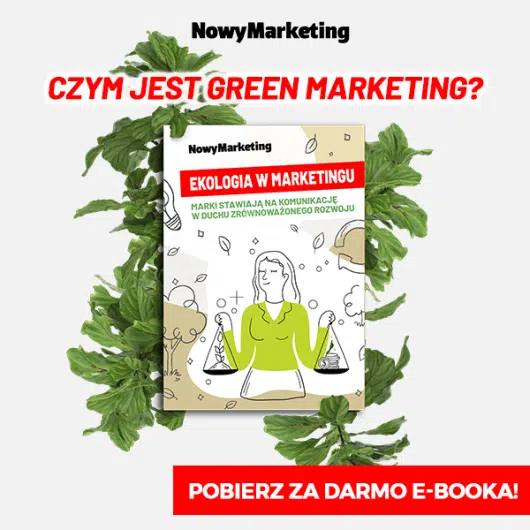 NowyMarketing
CZYM JEST GREEN MARKETING?
NowyMarketing
EKOLOGIA W MARKETINGU
MARKI STAWIAJĄ NA KOMUNIKACJĘ
W DUCHU ZRÓWNOWAŻONEGO ROZWOJU
POBIERZ ZA DARMO E-BOOKA!